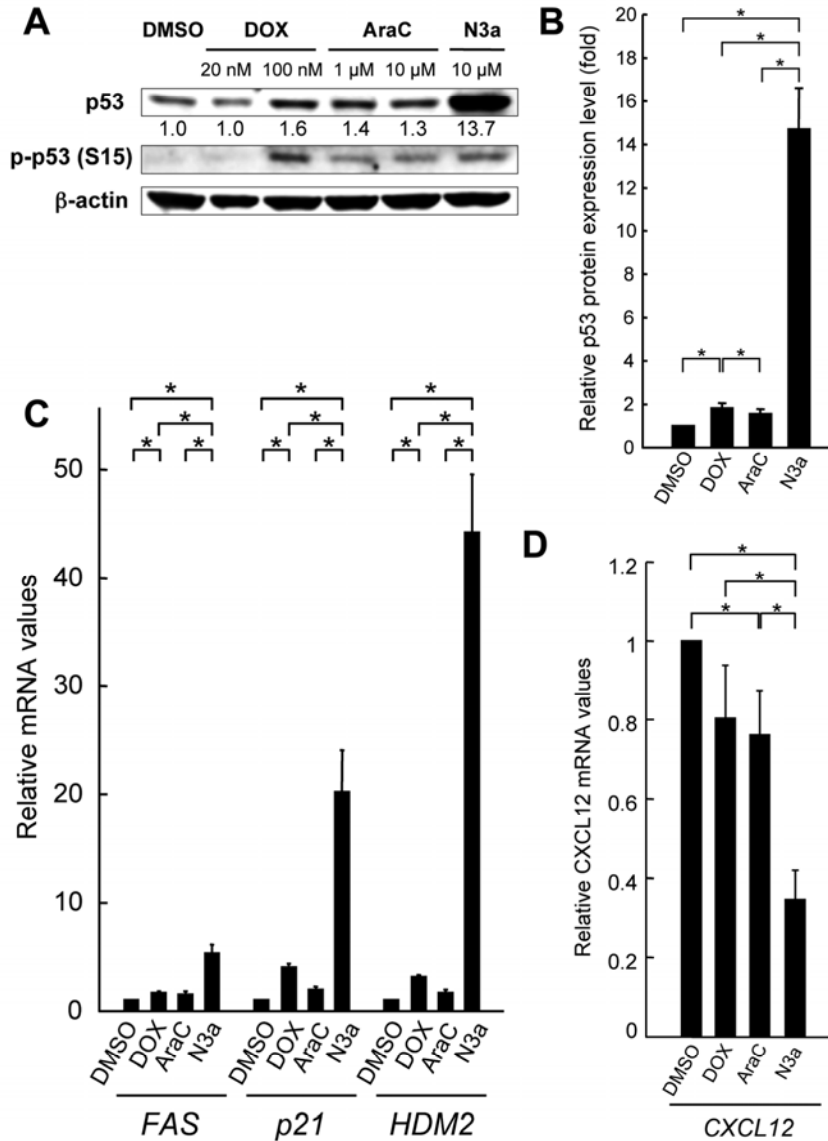 A
DMSO DOX AraC N3a
20 nM 100 nM 1 μM 10 μM 10 μM
p53
1.0 1.0 1.6 1.4 1.3 13.7
p-p53 (S15)
β-actin
B
Relative p53 protein expression level (fold)
20
18
16
14
12
10
8
6
4
2
0
* * * * *
DMSO DOX AraC N3a
C
Relative mRNA values
50
40
30
20
10
0
* * * *
* * * *
* * * *
DMSO DOX AraC N3a DMSO DOX AraC N3a DMSO DOX AraC N3a
FAS p21 HDM2
D
Relative CXCL12 mRNA values
1.2
1
0.8
0.6
0.4
0.2
0
* * * *
DMSO DOX AraC N3a
CXCL12